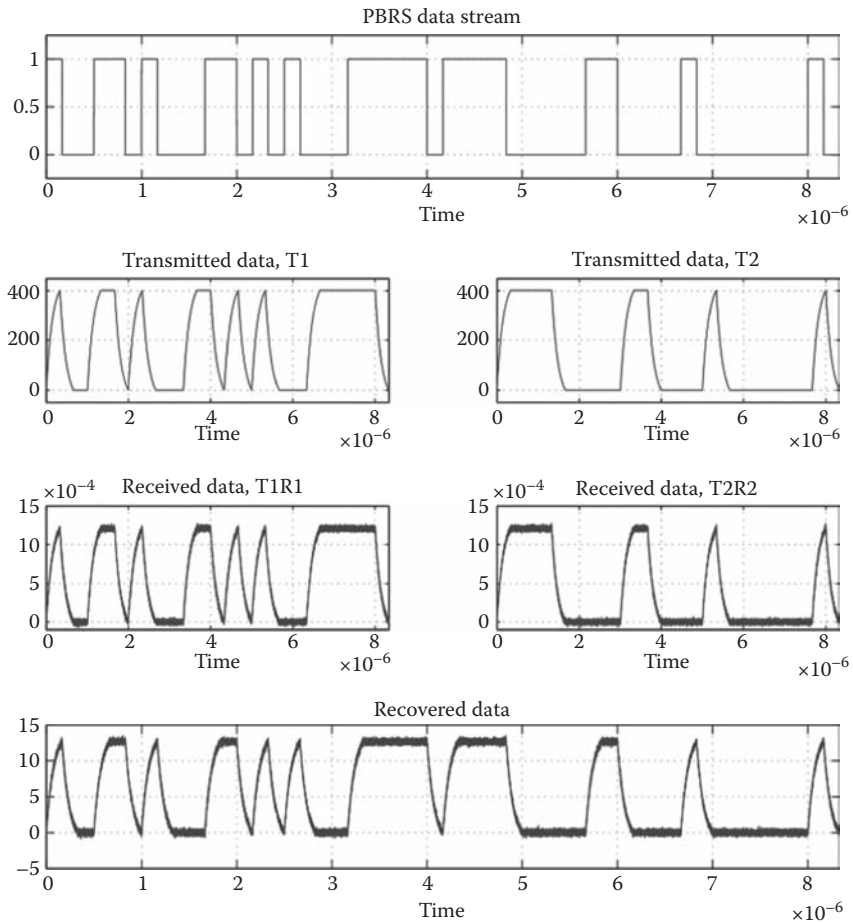 PBRS data stream
1
0.5
0
0 1 2 3 4 5 6 7 8
Time
×10⁻⁶
Transmitted data, T1
400
200
0
0 2 4 6 8
Time
×10⁻⁶
Transmitted data, T2
400
200
0
0 2 4 6 8
Time
×10⁻⁶
×10⁻⁴
Received data, T1R1
15
10
5
0
0 2 4 6 8
Time
×10⁻⁶
×10⁻⁴
Received data, T2R2
15
10
5
0
0 2 4 6 8
Time
×10⁻⁶
Recovered data
15
10
5
0
−5
0 1 2 3 4 5 6 7 8
Time
×10⁻⁶